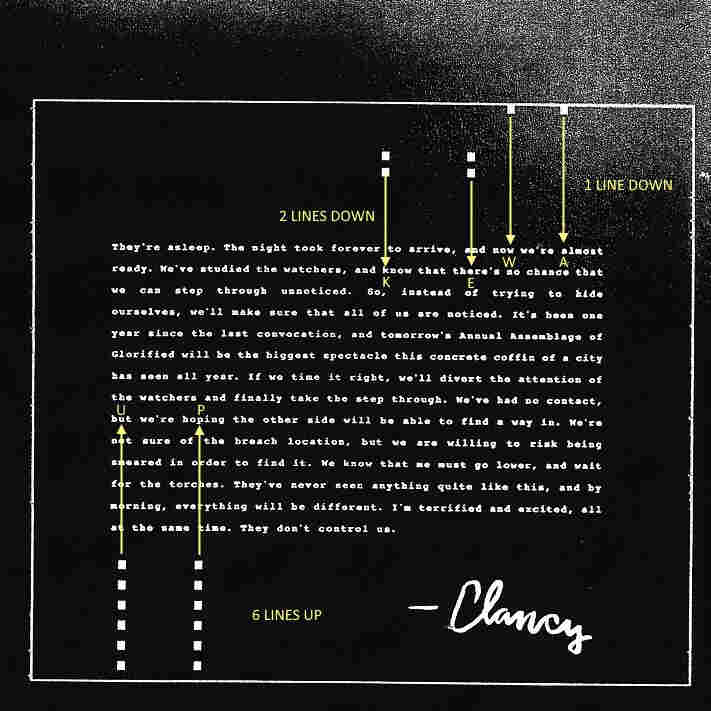 1 LINE DOWN
2 LINES DOWN
They're asleep. The night took forever to arrive, and now we're almost
W A
ready. We've studied the watchers, and know that there's no chance that
K E
we can step through unnoticed. So, instead of trying to hide
ourselves, we'll make sure that all of us are noticed. It's been one
year since the last convocation, and tomorrow's Annual Assemblage of
Glorified will be the biggest spectacle this concrete coffin of a city
has seen all year. If we time it right, we'll divert the attention of
the watchers and finally take the step through. We've had no contact,
U P
but we're hoping the other side will be able to find a way in. We're
not sure of the breach location, but we are willing to risk being
smeared in order to find it. We know that me must go lower, and wait
for the torches. They've never seen anything quite like this, and by
morning, everything will be different. I'm terrified and excited, all
at the same time. They don't control us.
6 LINES UP
— Clancy